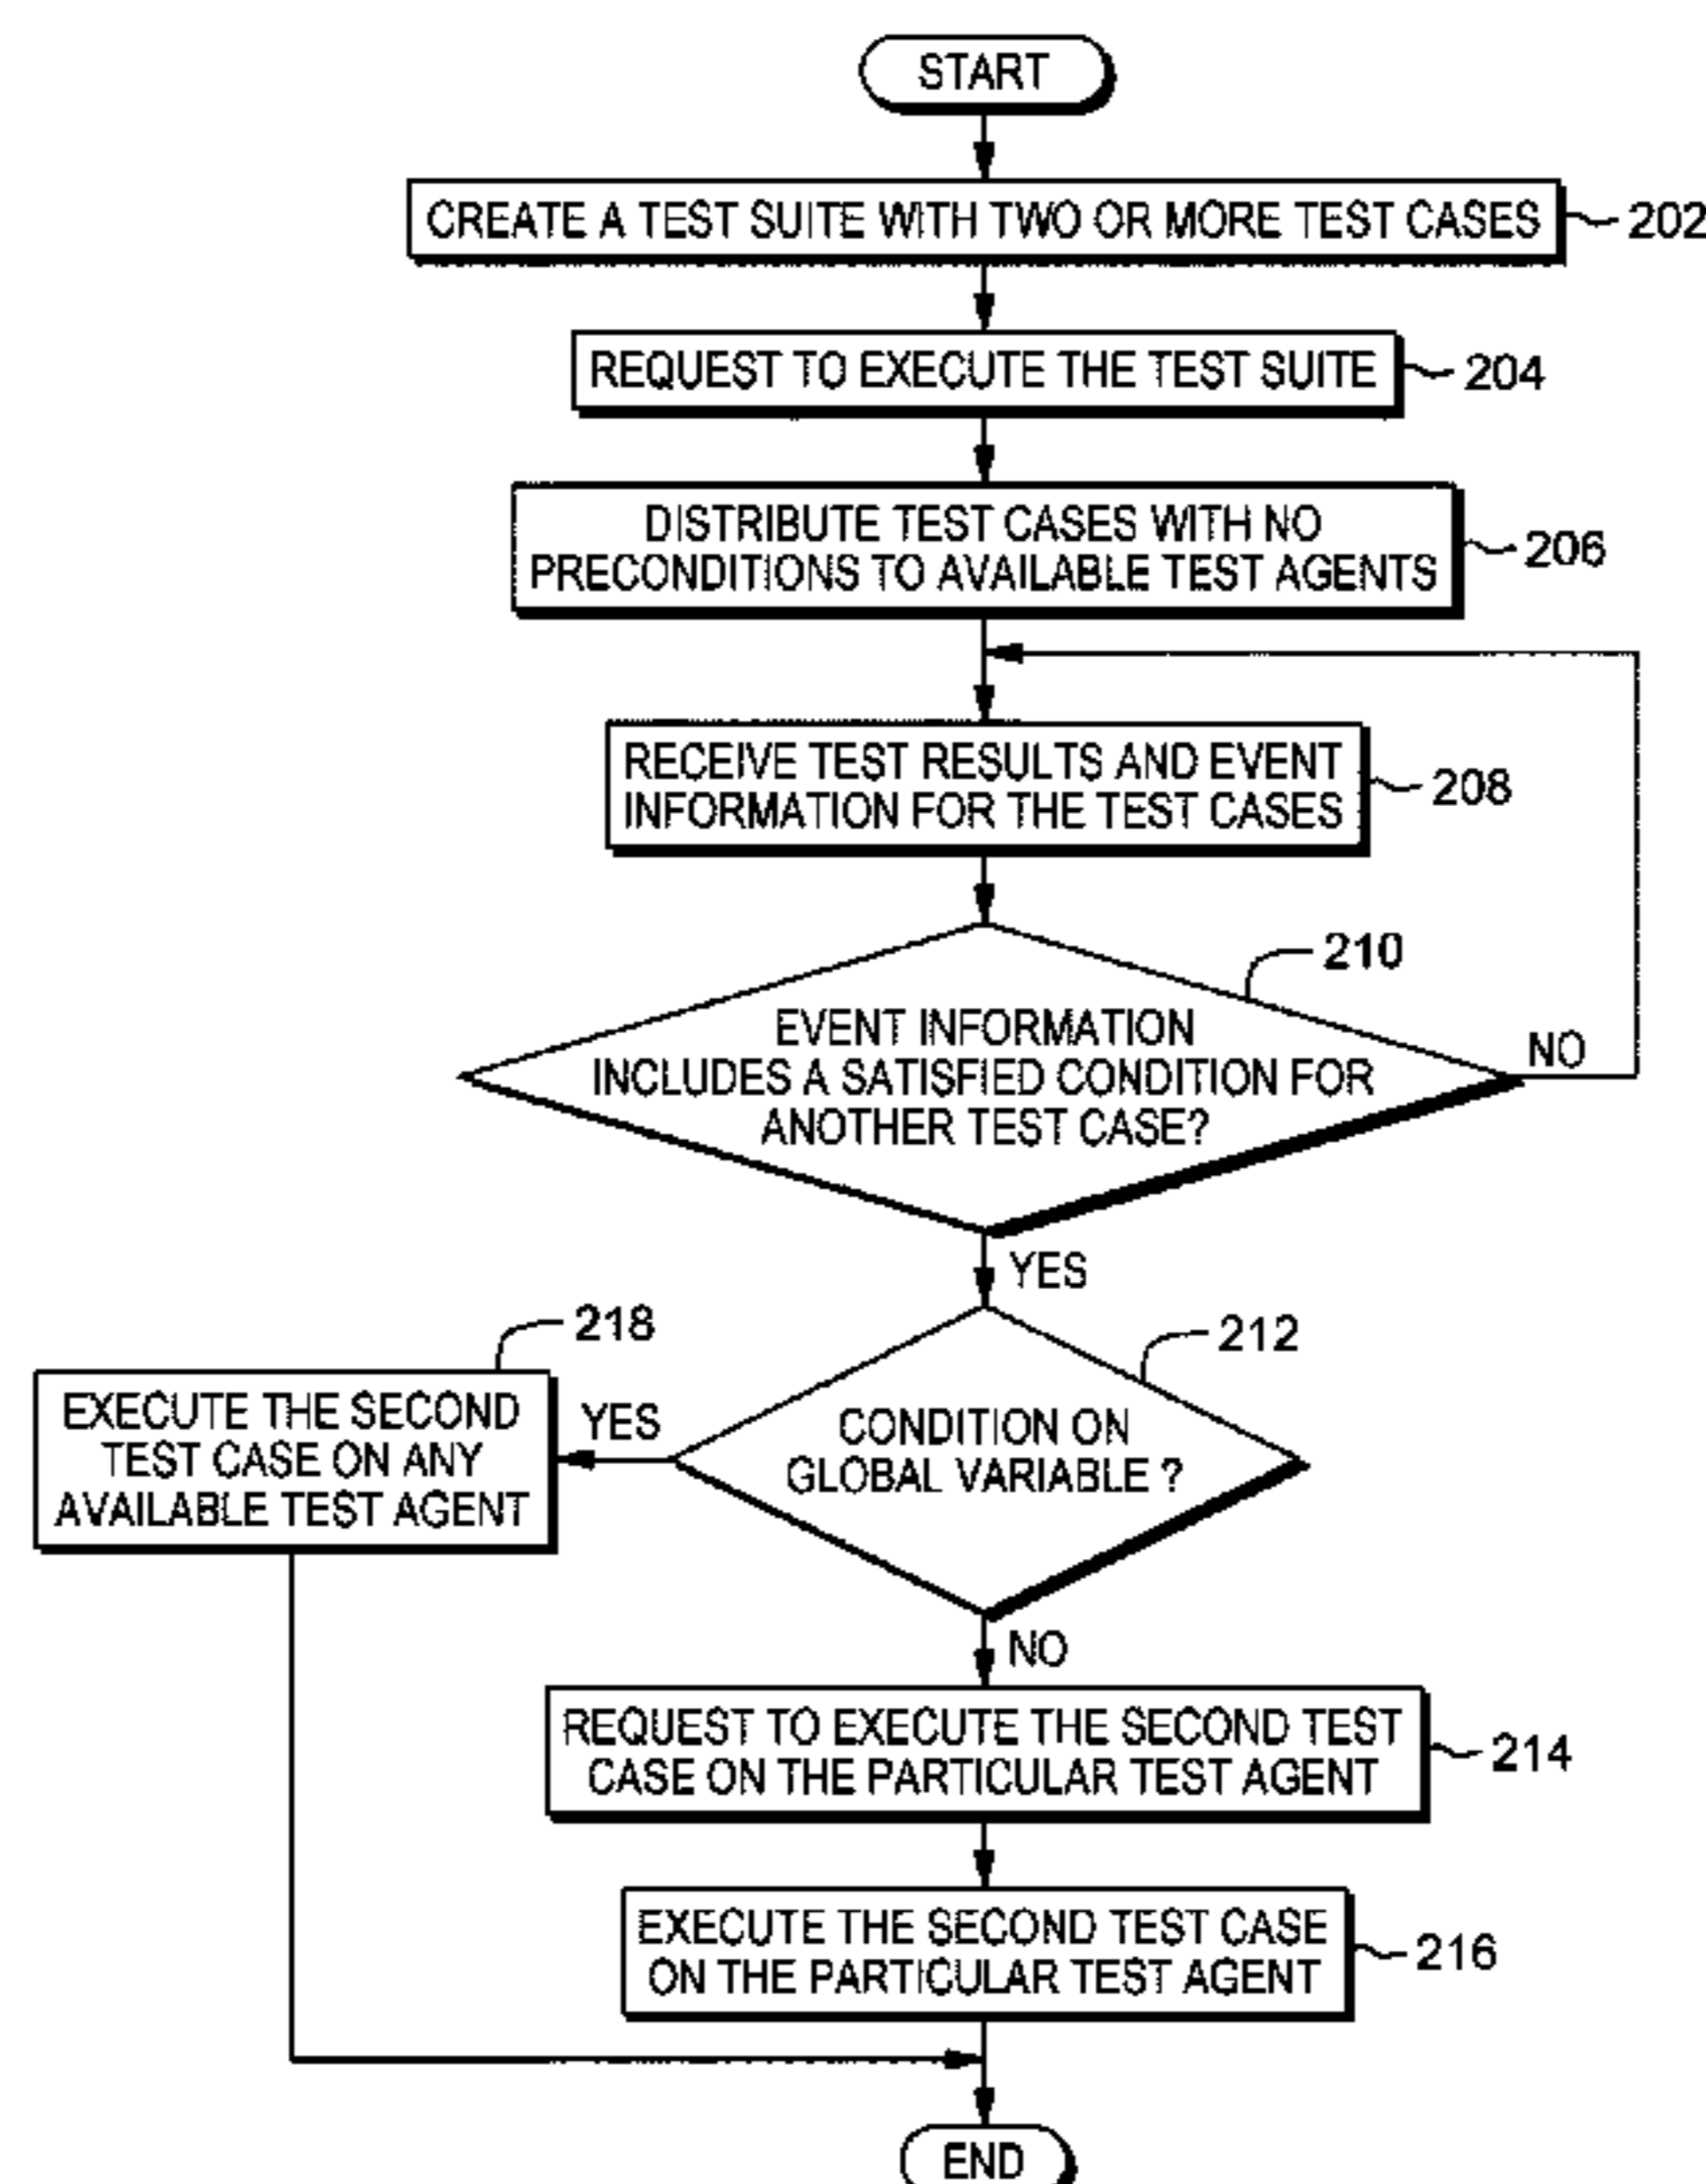 START
CREATE A TEST SUITE WITH TWO OR MORE TEST CASES
202
REQUEST TO EXECUTE THE TEST SUITE
204
DISTRIBUTE TEST CASES WITH NO
PRECONDITIONS TO AVAILABLE TEST AGENTS
206
RECEIVE TEST RESULTS AND EVENT
INFORMATION FOR THE TEST CASES
208
210
EVENT INFORMATION
INCLUDES A SATISFIED CONDITION FOR
ANOTHER TEST CASE?
NO
YES
218
212
EXECUTE THE SECOND
TEST CASE ON ANY
AVAILABLE TEST AGENT
YES
CONDITION ON
GLOBAL VARIABLE ?
NO
REQUEST TO EXECUTE THE SECOND TEST
CASE ON THE PARTICULAR TEST AGENT
214
EXECUTE THE SECOND TEST CASE
ON THE PARTICULAR TEST AGENT
216
END